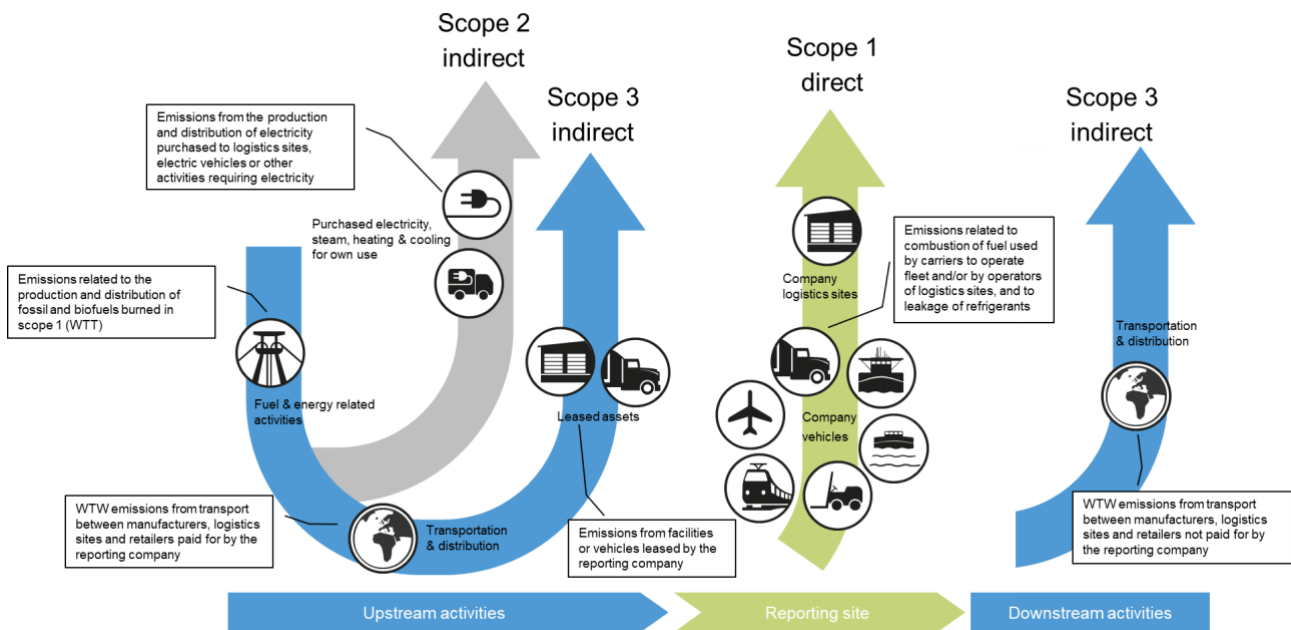 Scope 2
indirect
Scope 3
indirect
Scope 1
direct
Scope 3
indirect
Emissions from the production
and distribution of electricity
purchased to logistics sites,
electric vehicles or other
activities requiring electricity
Purchased electricity,
steam, heating & cooling
for own use
Emissions related to the
production and distribution of
fossil and biofuels burned in
scope 1 (WTT)
Fuel & energy related
activities
Leased assets
WTW emissions from transport
between manufacturers, logistics
sites and retailers paid for by the
reporting company
Transportation
& distribution
Emissions from facilities
or vehicles leased by the
reporting company
Company
logistics sites
Emissions related to
combustion of fuel used
by carriers to operate
fleet and/or by operators
of logistics sites, and to
leakage of refrigerants
Company
vehicles
Transportation
& distribution
WTW emissions from transport
between manufacturers, logistics
sites and retailers not paid for by
the reporting company
Upstream activities
Reporting site
Downstream activities